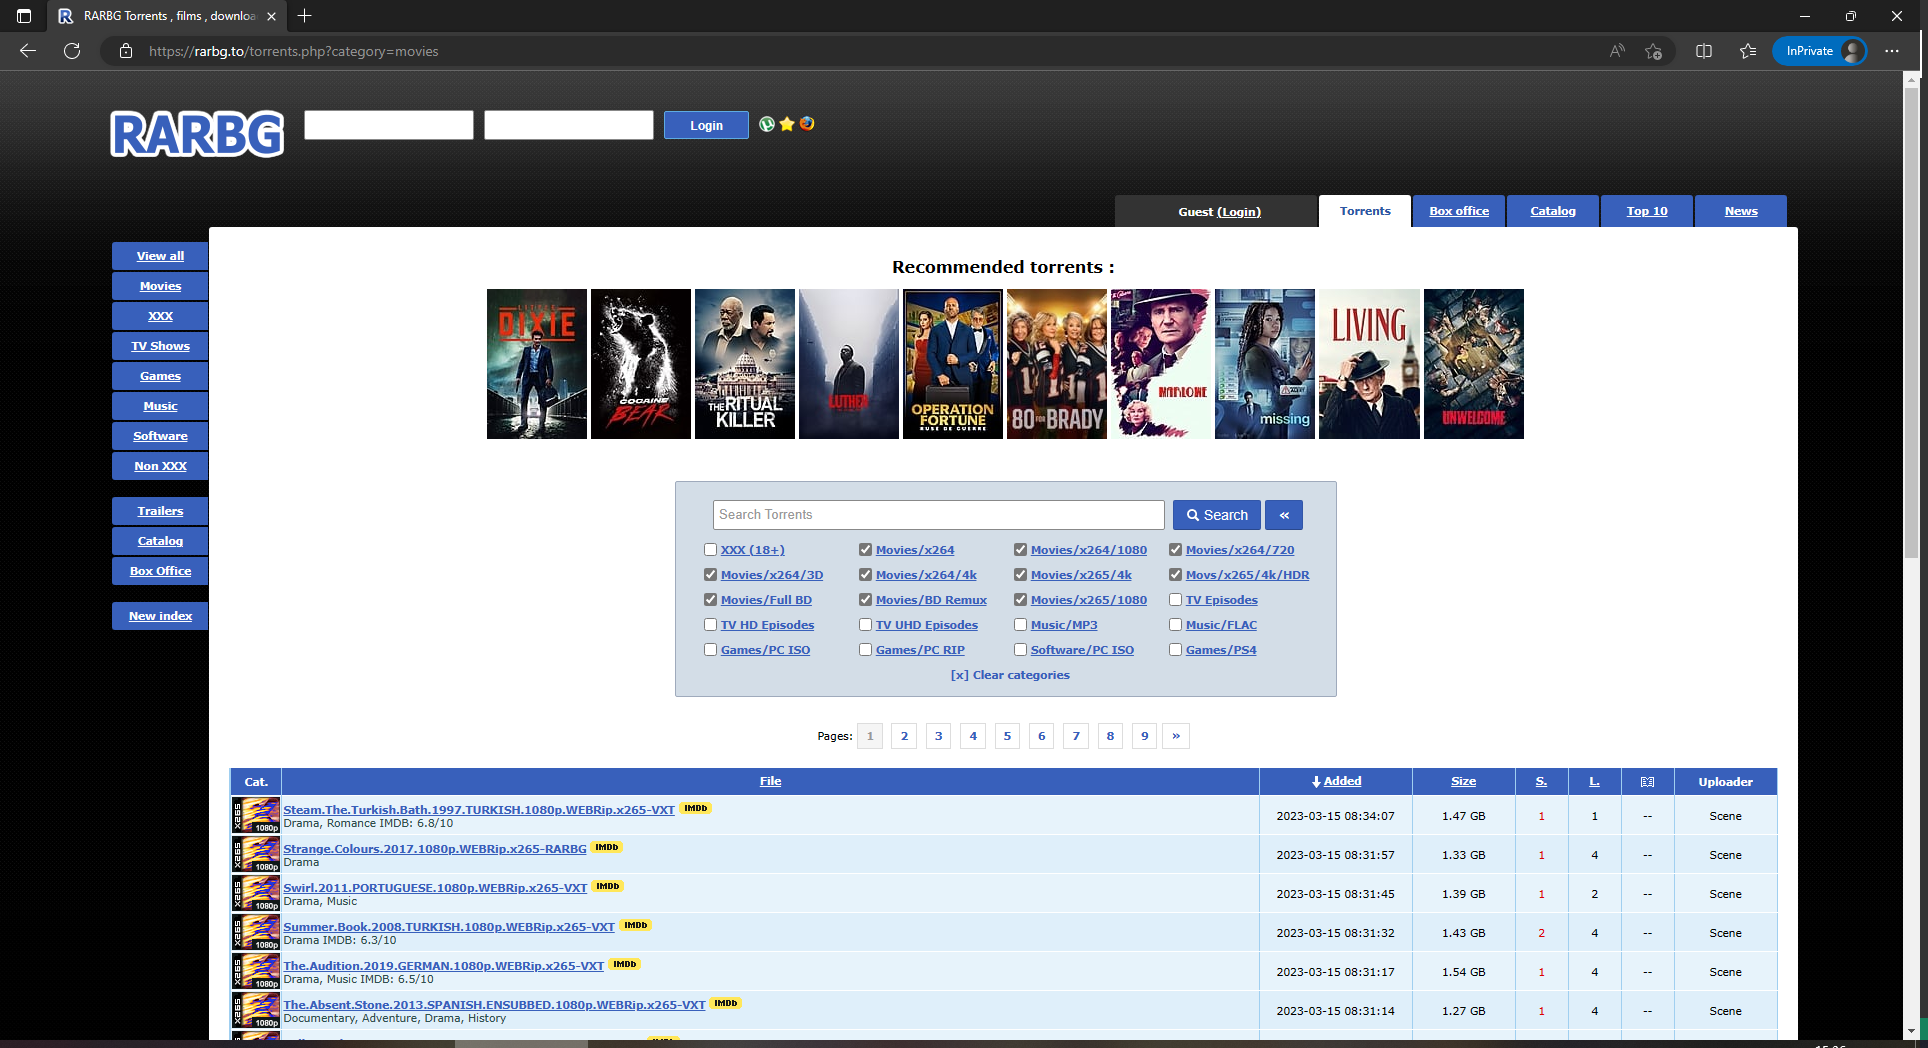 RARBG Torrents , films , downloa
https://rarbg.to/torrents.php?category=movies
InPrivate
RARBG
Login
Guest (Login)
Torrents
Box office
Catalog
Top 10
News
View all
Movies
XXX
TV Shows
Games
Music
Software
Non XXX
Trailers
Catalog
Box Office
New index
Recommended torrents :
DIXIE
COCAINE
BEAR
THE RITUAL
KILLER
LUTHER
OPERATION
FORTUNE
RUSE DE GUERRE
80 FOR BRADY
MARLOWE
missing
LIVING
UNWELCOME
Search Torrents
Search
«
XXX (18+) Movies/x264 Movies/x264/1080 Movies/x264/720
Movies/x264/3D Movies/x264/4k Movies/x265/4k Movs/x265/4k/HDR
Movies/Full BD Movies/BD Remux Movies/x265/1080 TV Episodes
TV HD Episodes TV UHD Episodes Music/MP3 Music/FLAC
Games/PC ISO Games/PC RIP Software/PC ISO Games/PS4
[x] Clear categories
Pages: 1 2 3 4 5 6 7 8 9 »
Cat. File Added Size S. L. Uploader
x265 1080p Steam.The.Turkish.Bath.1997.TURKISH.1080p.WEBRip.x265-VXT IMDb 2023-03-15 08:34:07 1.47 GB 1 1 -- Scene
Drama, Romance IMDB: 6.8/10
x265 1080p Strange.Colours.2017.1080p.WEBRip.x265-RARBG IMDb 2023-03-15 08:31:57 1.33 GB 1 4 -- Scene
Drama
x265 1080p Swirl.2011.PORTUGUESE.1080p.WEBRip.x265-VXT IMDb 2023-03-15 08:31:45 1.39 GB 1 2 -- Scene
Drama, Music
x265 1080p Summer.Book.2008.TURKISH.1080p.WEBRip.x265-VXT IMDb 2023-03-15 08:31:32 1.43 GB 2 4 -- Scene
Drama IMDB: 6.3/10
x265 1080p The.Audition.2019.GERMAN.1080p.WEBRip.x265-VXT IMDb 2023-03-15 08:31:17 1.54 GB 1 4 -- Scene
Drama, Music IMDB: 6.5/10
x265 1080p The.Absent.Stone.2013.SPANISH.ENSUBBED.1080p.WEBRip.x265-VXT IMDb 2023-03-15 08:31:14 1.27 GB 1 4 -- Scene
Documentary, Adventure, Drama, History